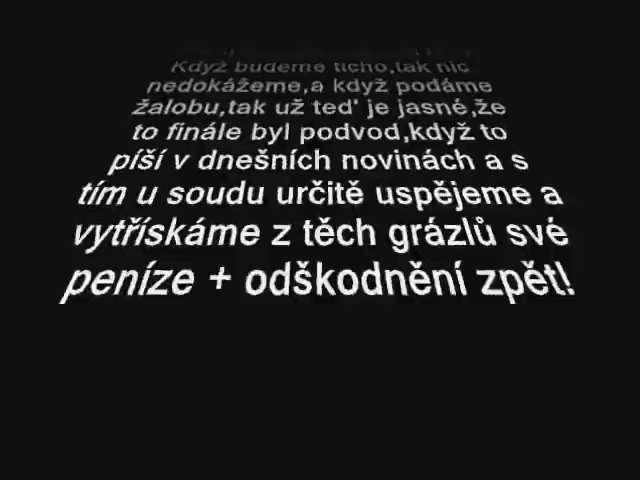 Když budeme ticho,tak nic
nedokážeme,a když podáme
žalobu,tak už teď je jasné,že
to finále byl podvod,když to
píší v dnešních novinách a s
tím u soudu určitě uspějeme a
vytřískáme z těch grázlů své
peníze + odškodnění zpět!